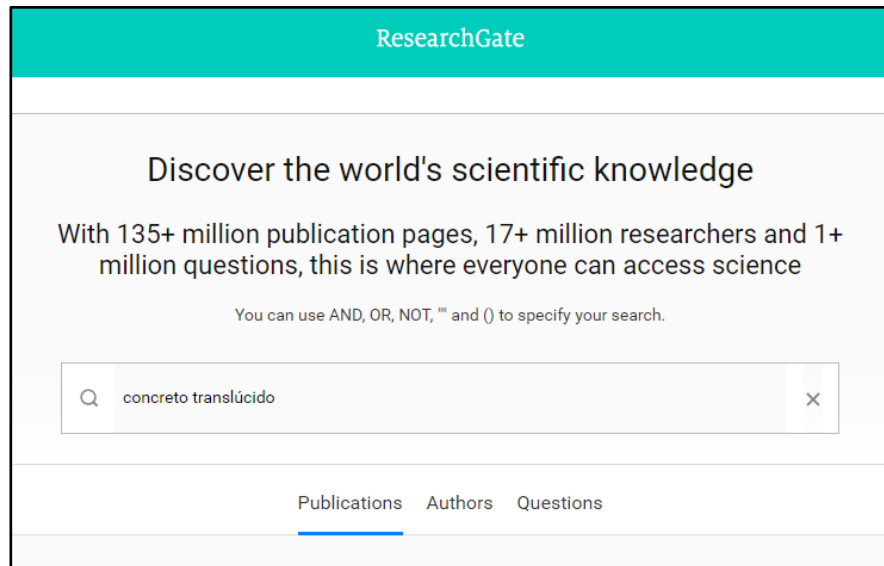 ResearchGate
Discover the world's scientific knowledge
With 135+ million publication pages, 17+ million researchers and 1+
million questions, this is where everyone can access science
You can use AND, OR, NOT, "" and () to specify your search.
concreto translúcido
Publications Authors Questions